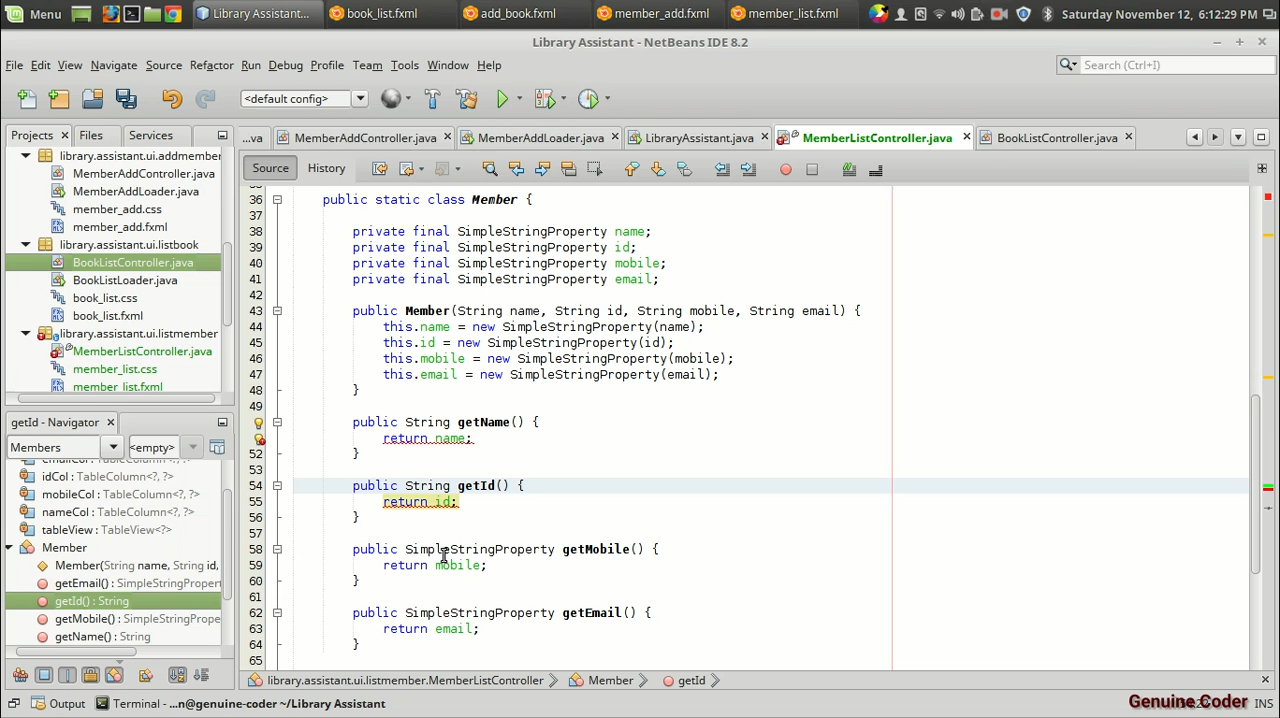 Menu Library Assistant... book_list.fxml add_book.fxml member_add.fxml member_list.fxml Saturday November 12, 6:12:29 PM
Library Assistant - NetBeans IDE 8.2
File Edit View Navigate Source Refactor Run Debug Profile Team Tools Window Help Search (Ctrl+I)
<default config>
Projects Files Services ...va MemberAddController.java MemberAddLoader.java LibraryAssistant.java MemberListController.java BookListController.java
library.assistant.ui.addmember
MemberAddController.java
MemberAddLoader.java
member_add.css
member_add.fxml
library.assistant.ui.listbook
BookListController.java
BookListLoader.java
book_list.css
book_list.fxml
library.assistant.ui.listmember
MemberListController.java
member_list.css
member_list.fxml
getId - Navigator
Members <empty>
emailCol : TableColumn<?, ?>
idCol : TableColumn<?, ?>
mobileCol : TableColumn<?, ?>
nameCol : TableColumn<?, ?>
tableView : TableView<?>
Member
Member(String name, String id,
getEmail() : SimpleStringPropert
getId() : String
getMobile() : SimpleStringPrope
getName() : String
Source History
36 public static class Member {
37
38 private final SimpleStringProperty name;
39 private final SimpleStringProperty id;
40 private final SimpleStringProperty mobile;
41 private final SimpleStringProperty email;
42
43 public Member(String name, String id, String mobile, String email) {
44 this.name = new SimpleStringProperty(name);
45 this.id = new SimpleStringProperty(id);
46 this.mobile = new SimpleStringProperty(mobile);
47 this.email = new SimpleStringProperty(email);
48 }
49
public String getName() {
return name;
52 }
53
54 public String getId() {
55 return id;
56 }
57
58 public SimpleStringProperty getMobile() {
59 return mobile;
60 }
61
62 public SimpleStringProperty getEmail() {
63 return email;
64 }
65
library.assistant.ui.listmember.MemberListController Member getId
Output Terminal - ...n@genuine-coder ~/Library Assistant Genuine Coder INS